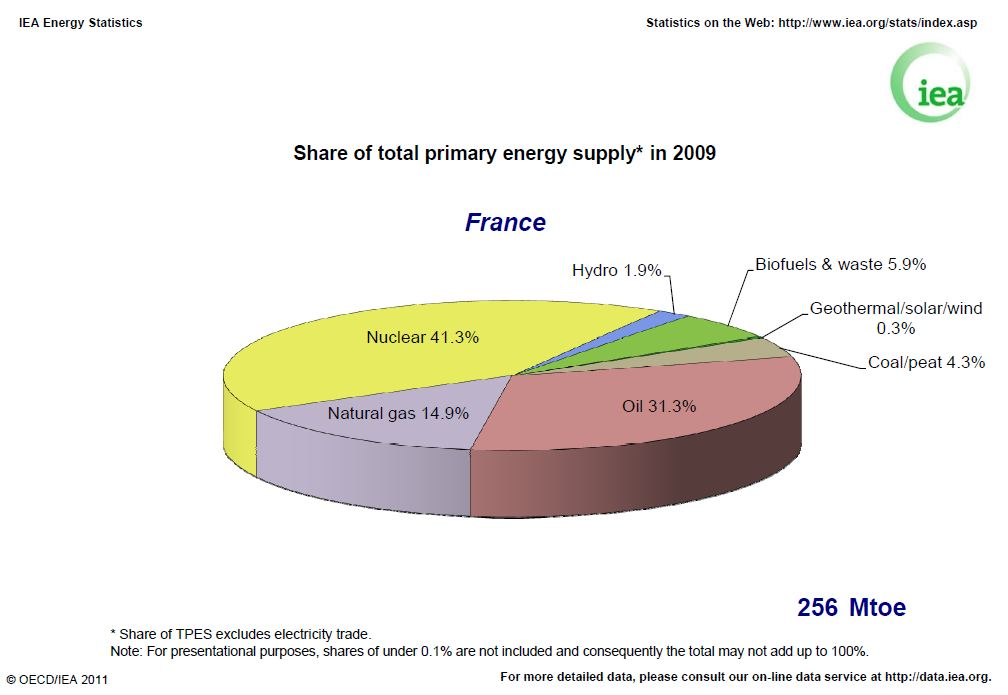 IEA Energy Statistics
Statistics on the Web: http://www.iea.org/stats/index.asp
iea
Share of total primary energy supply* in 2009
France
Hydro 1.9%
Biofuels & waste 5.9%
Geothermal/solar/wind
0.3%
Nuclear 41.3%
Coal/peat 4.3%
Natural gas 14.9%
Oil 31.3%
256 Mtoe
* Share of TPES excludes electricity trade.
Note: For presentational purposes, shares of under 0.1% are not included and consequently the total may not add up to 100%.
© OECD/IEA 2011
For more detailed data, please consult our on-line data service at http://data.iea.org.